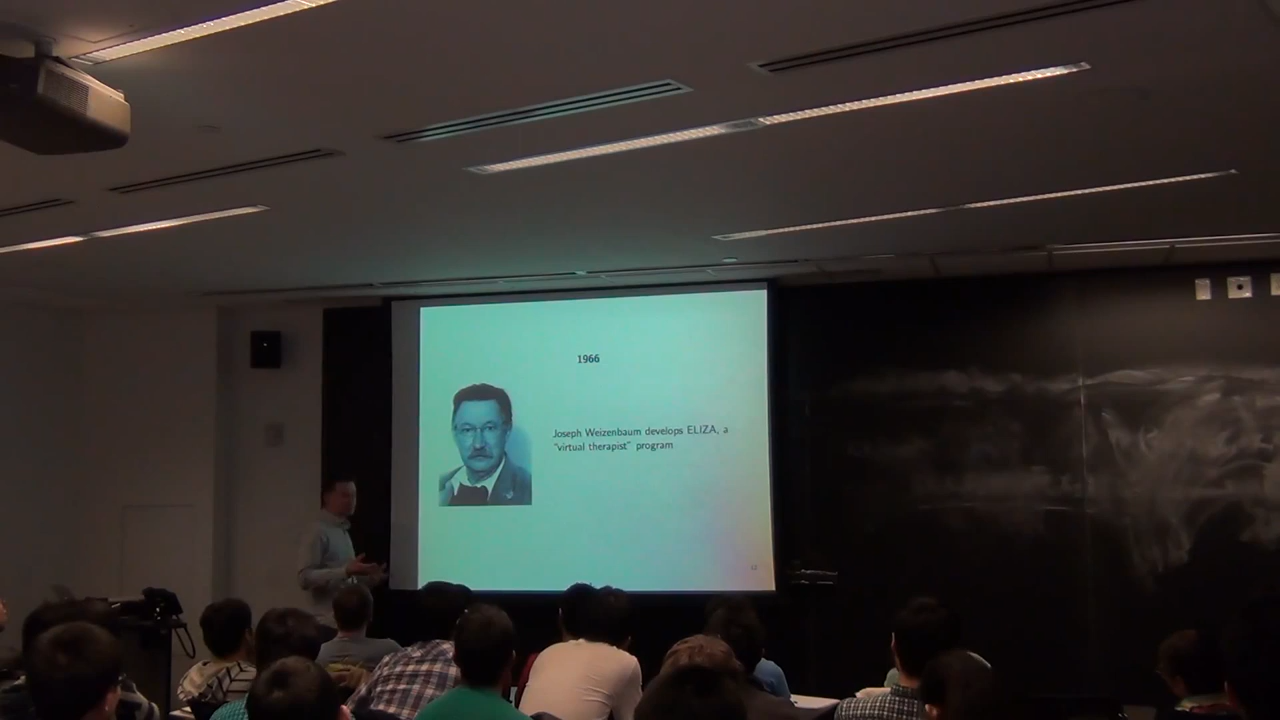 1966
Joseph Weizenbaum develops ELIZA, a
"virtual therapist" program